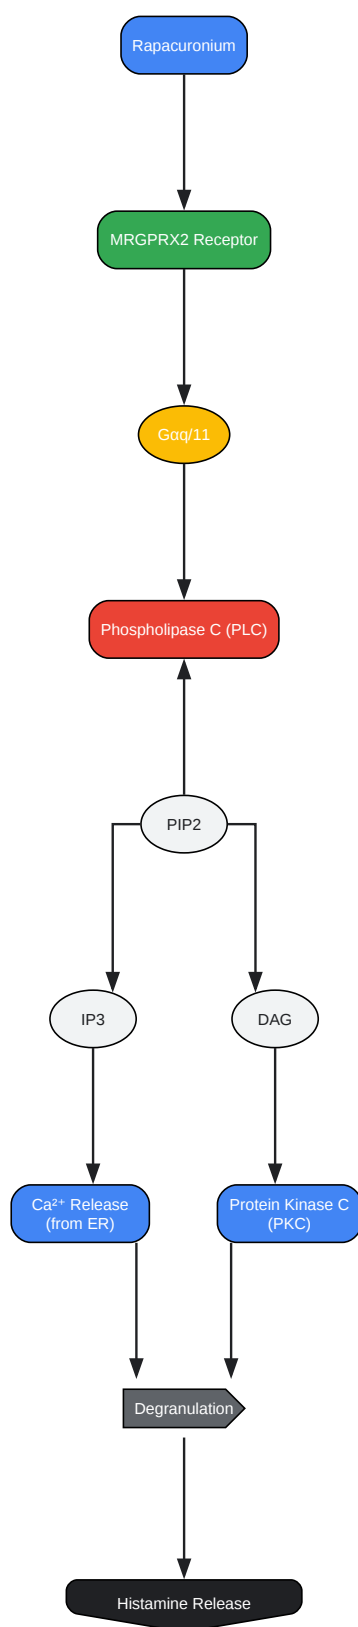 Rapacuronium
MRGPRX2 Receptor
Gαq/11
Phospholipase C (PLC)
PIP2
IP3
DAG
Ca²⁺ Release
(from ER)
Protein Kinase C
(PKC)
Degranulation
Histamine Release